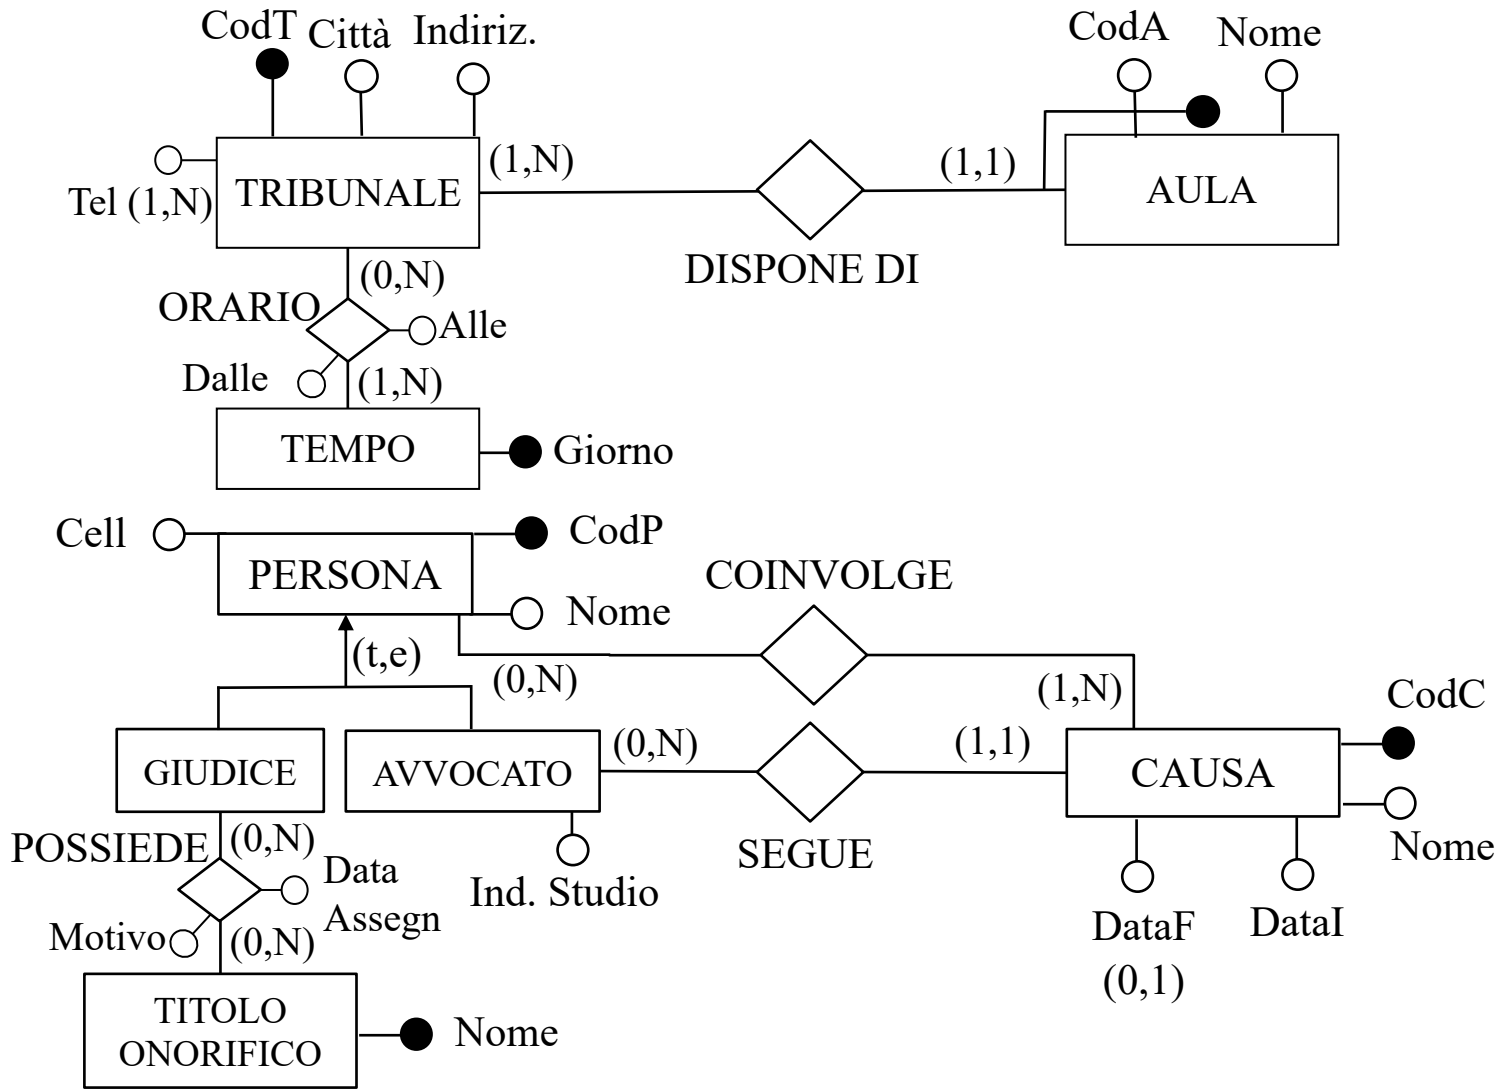 CodT Città Indiriz.
CodA Nome
Tel (1,N)
TRIBUNALE
(1,N)
(1,1)
AULA
DISPONE DI
(0,N)
ORARIO
Alle
Dalle
(1,N)
TEMPO
Giorno
Cell
CodP
PERSONA
COINVOLGE
Nome
(t,e)
(0,N)
(1,N)
CodC
GIUDICE
AVVOCATO
(0,N)
(1,1)
CAUSA
POSSIEDE
(0,N)
SEGUE
Nome
Data
Assegn
Ind. Studio
Motivo
(0,N)
DataF
DataI
(0,1)
TITOLO
ONORIFICO
Nome